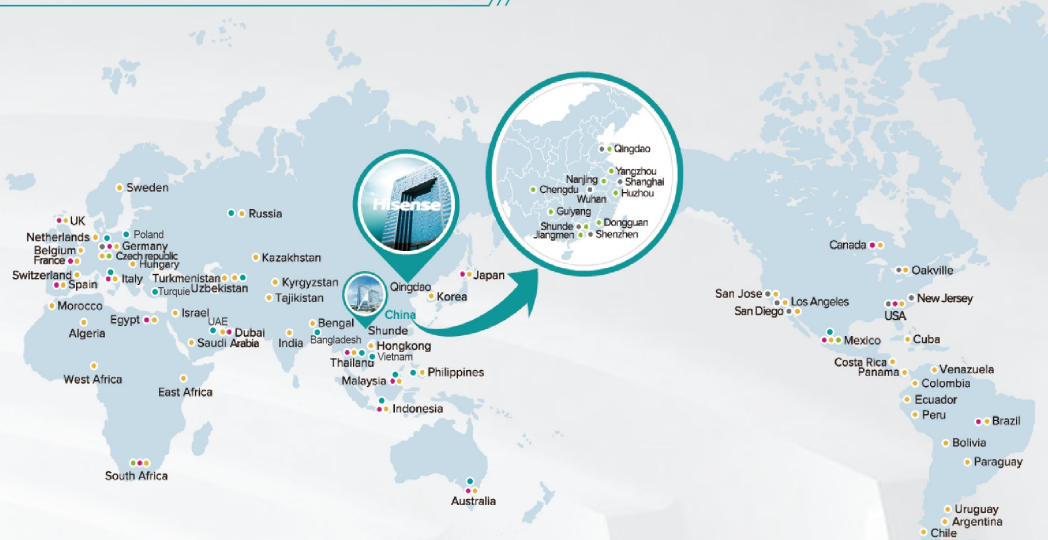 Sweden
UK
Russia
Netherlands
Poland
Belgium
Germany
France
Czech republic
Hungary
Kazakhstan
Switzerland
Italy
Spain
Turkmenistan
Turquie
Uzbekistan
Kyrgyzstan
Tajikistan
Morocco
Algeria
Egypt
Israel
UAE
Dubai
Saudi Arabia
India
Bengal
Bangladesh
West Africa
East Africa
South Africa
Hisense
Qingdao
China
Shunde
Hongkong
Japan
Korea
Thailand
Vietnam
Malaysia
Philippines
Indonesia
Australia
Qingdao
Yangzhou
Nanjing
Shanghai
Chengdu
Wuhan
Huzhou
Guiyang
Dongguan
Shunde
Jiangmen
Shenzhen
Canada
Oakville
San Jose
Los Angeles
San Diego
New Jersey
USA
Mexico
Cuba
Costa Rica
Panama
Venazuela
Colombia
Ecuador
Peru
Brazil
Bolivia
Paraguay
Uruguay
Argentina
Chile